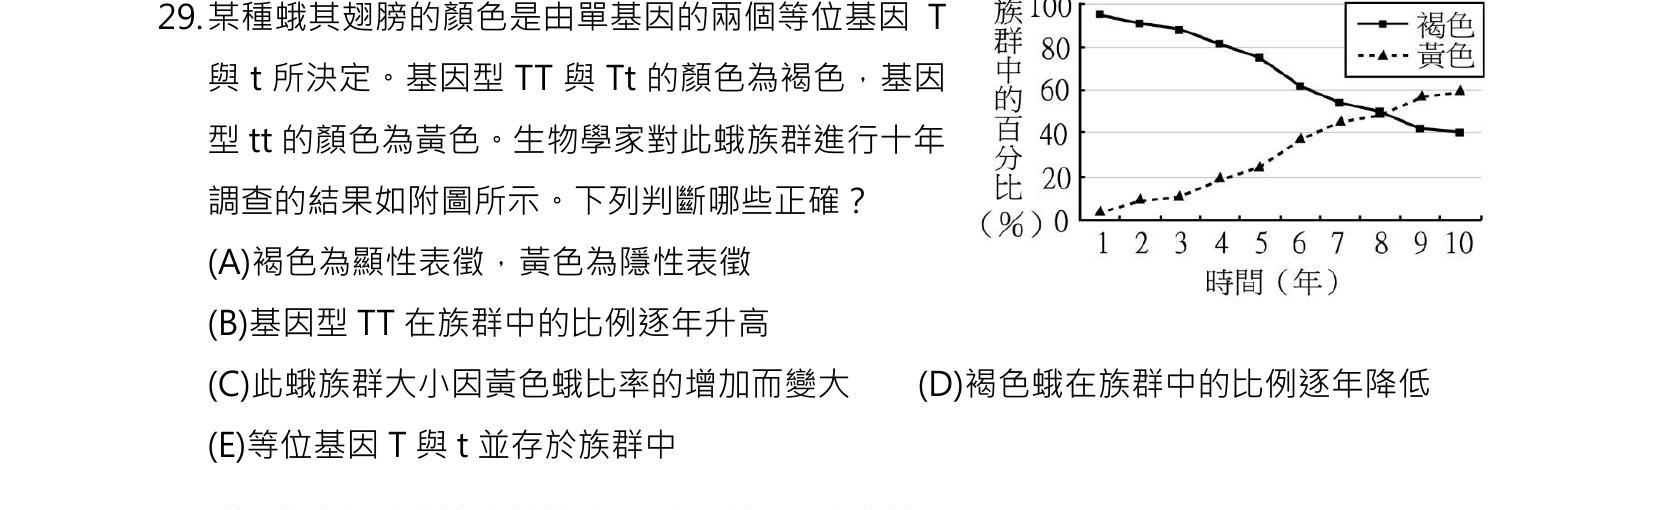 29.某種蛾其翅膀的顏色是由單基因的兩個等位基因 T
與 t 所決定。基因型 TT 與 Tt 的顏色為褐色，基因
型 tt 的顏色為黃色。生物學家對此蛾族群進行十年
調查的結果如附圖所示。下列判斷哪些正確？
(A)褐色為顯性表徵，黃色為隱性表徵
(B)基因型 TT 在族群中的比例逐年升高
(C)此蛾族群大小因黃色蛾比率的增加而變大 (D)褐色蛾在族群中的比例逐年降低
(E)等位基因 T 與 t 並存於族群中
族群中的百分比（％）
100
80
60
40
20
0
1 2 3 4 5 6 7 8 9 10
時間（年）
褐色
黃色